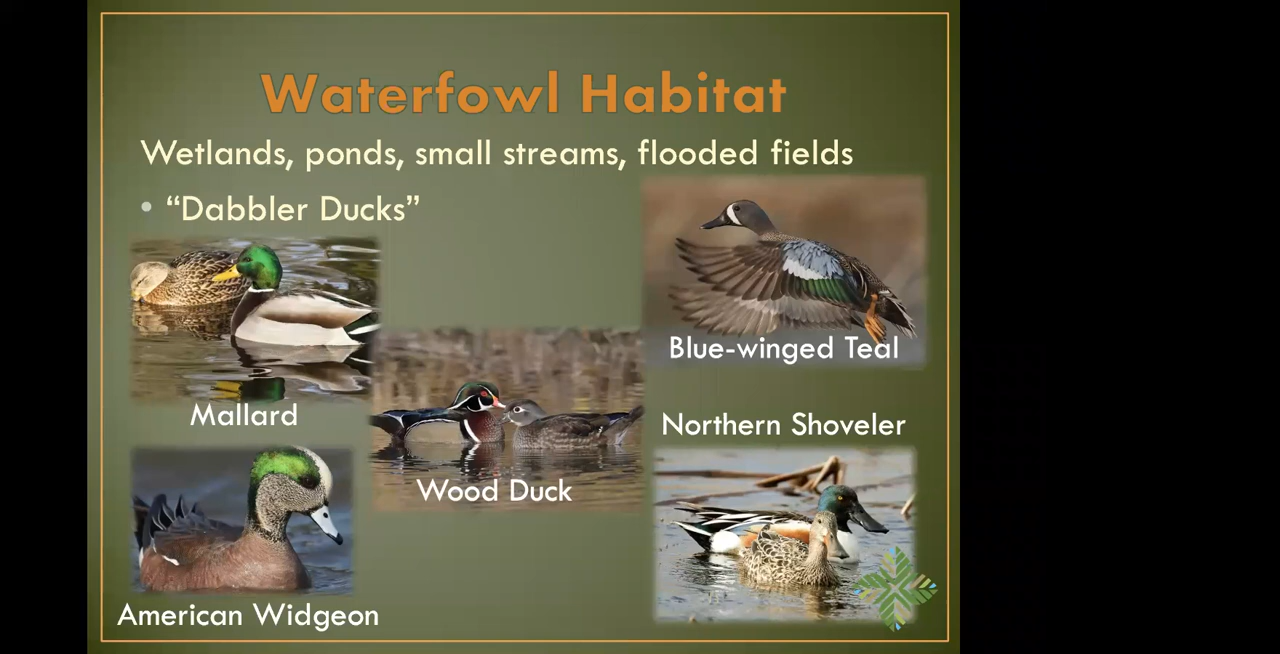 Waterfowl Habitat
Wetlands, ponds, small streams, flooded fields
• “Dabbler Ducks”
Blue-winged Teal
Mallard
Northern Shoveler
Wood Duck
American Widgeon